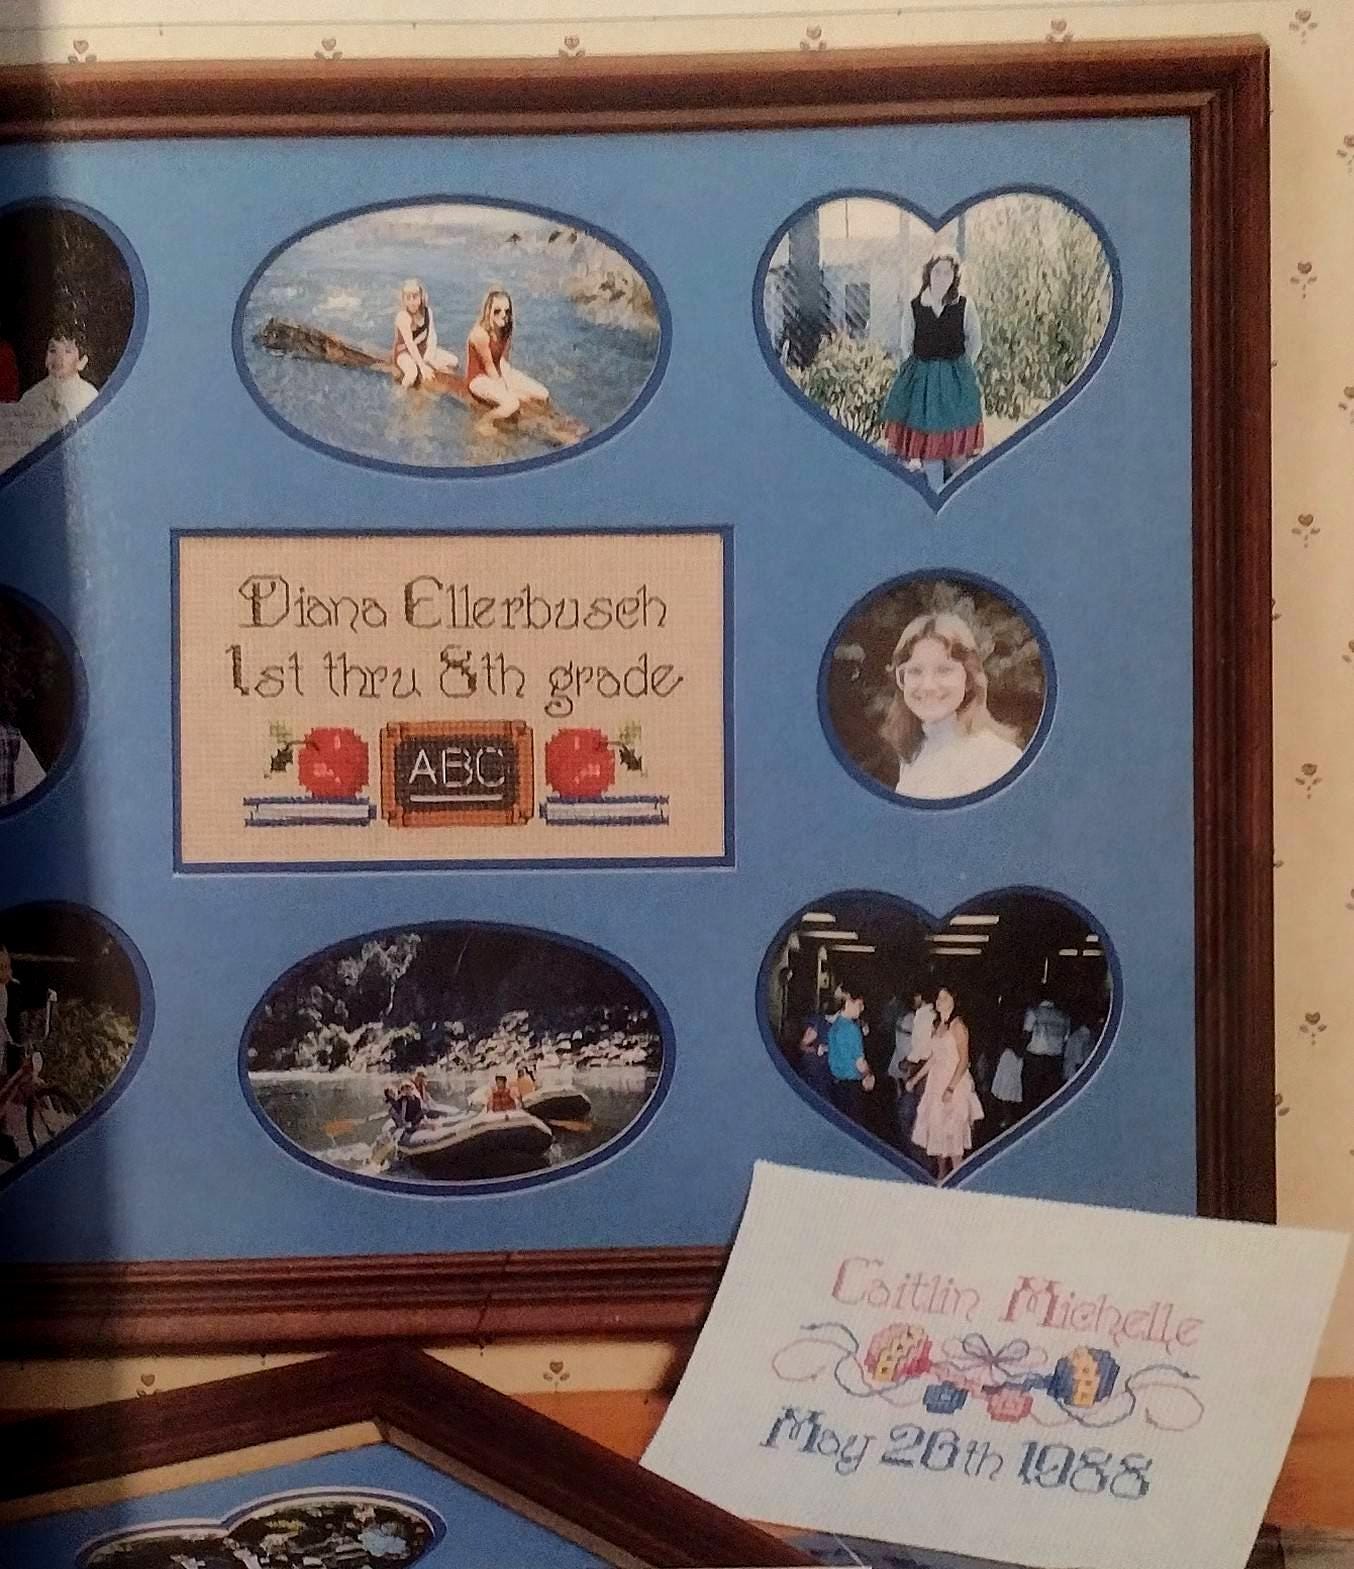 Diana Ellerbusch
1st thru 8th grade
ABC
Caitlin Michelle
May 26th 1988